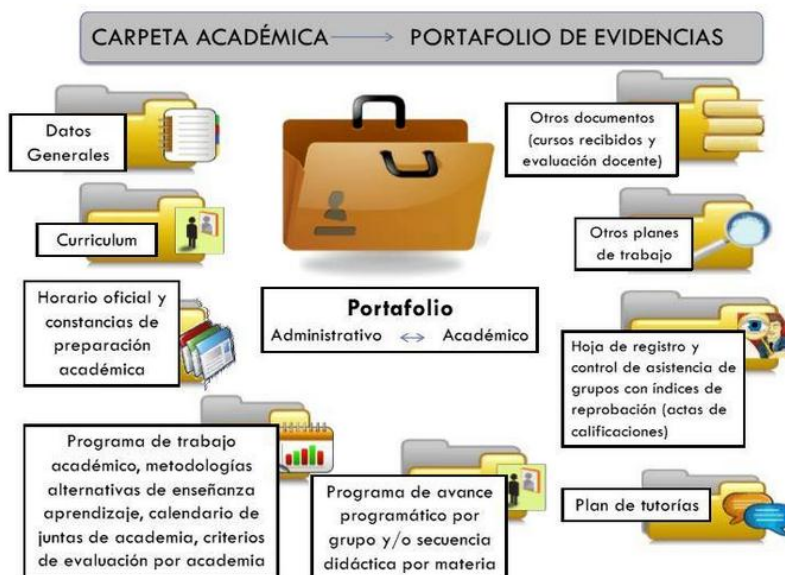 CARPETA ACADÉMICA → PORTAFOLIO DE EVIDENCIAS
Datos
Generales
Curriculum
Horario oficial y
constancias de
preparación
académica
Programa de trabajo
académico, metodologías
alternativas de enseñanza
aprendizaje, calendario de
juntas de academia, criterios
de evaluación por academia
Portafolio
Administrativo ↔ Académico
Programa de avance
programático por
grupo y/o secuencia
didáctica por materia
Otros documentos
(cursos recibidos y
evaluación docente)
Otros planes
de trabajo
Hoja de registro y
control de asistencia de
grupos con índices de
reprobación (actas de
calificaciones)
Plan de tutorías